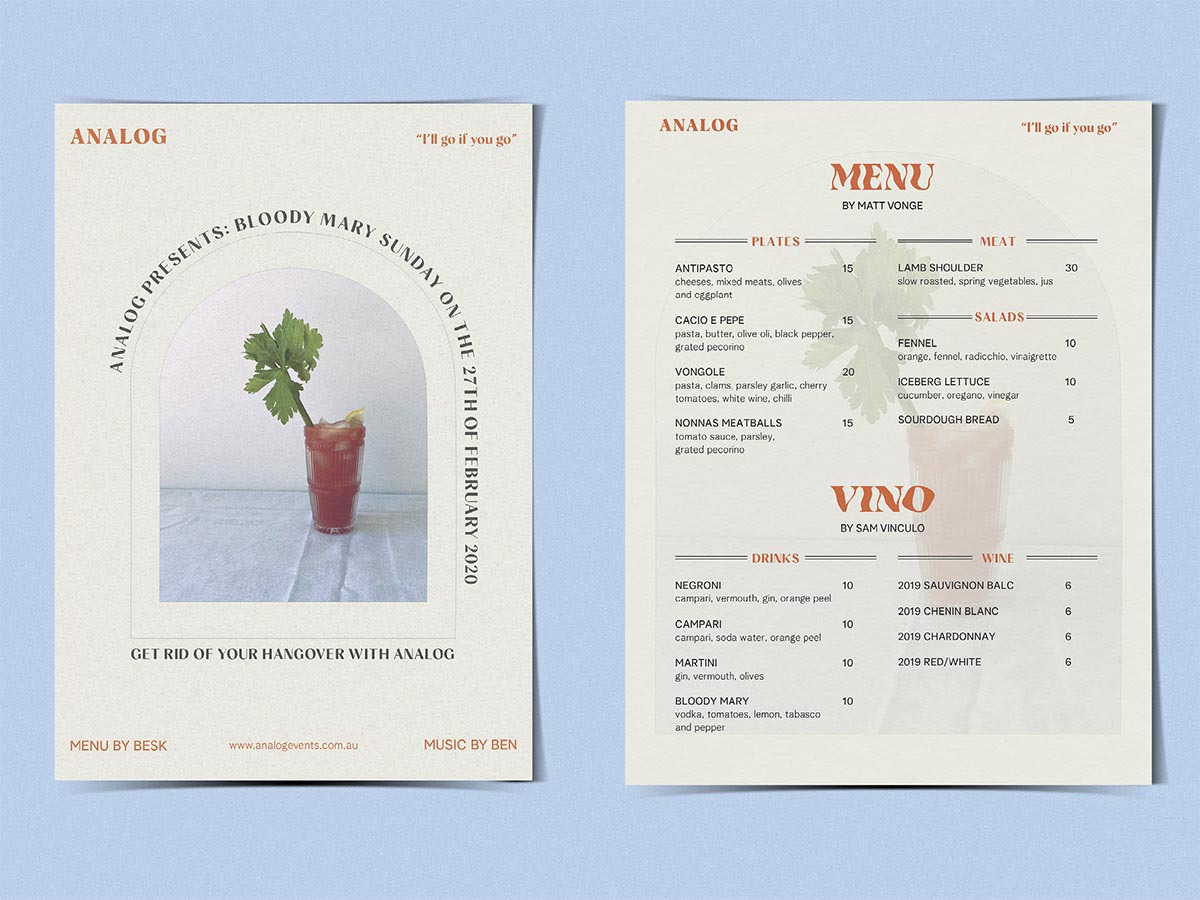 ANALOG
“I’ll go if you go”
ANALOG PRESENTS: BLOODY MARY SUNDAY ON THE 27TH OF FEBRUARY 2020
GET RID OF YOUR HANGOVER WITH ANALOG
MENU BY BESK
www.analogevents.com.au
MUSIC BY BEN
ANALOG
“I’ll go if you go”
MENU
BY MATT VONGE
PLATES
ANTIPASTO 15
cheeses, mixed meats, olives
and eggplant
CACIO E PEPE 15
pasta, butter, olive oli, black pepper,
grated pecorino
VONGOLE 20
pasta, clams, parsley garlic, cherry
tomatoes, white wine, chilli
NONNAS MEATBALLS 15
tomato sauce, parsley,
grated pecorino
MEAT
LAMB SHOULDER 30
slow roasted, spring vegetables, jus
SALADS
FENNEL 10
orange, fennel, radicchio, vinaigrette
ICEBERG LETTUCE 10
cucumber, oregano, vinegar
SOURDOUGH BREAD 5
VINO
BY SAM VINCULO
DRINKS
NEGRONI 10
campari, vermouth, gin, orange peel
CAMPARI 10
campari, soda water, orange peel
MARTINI 10
gin, vermouth, olives
BLOODY MARY 10
vodka, tomatoes, lemon, tabasco
and pepper
WINE
2019 SAUVIGNON BALC 6
2019 CHENIN BLANC 6
2019 CHARDONNAY 6
2019 RED/WHITE 6